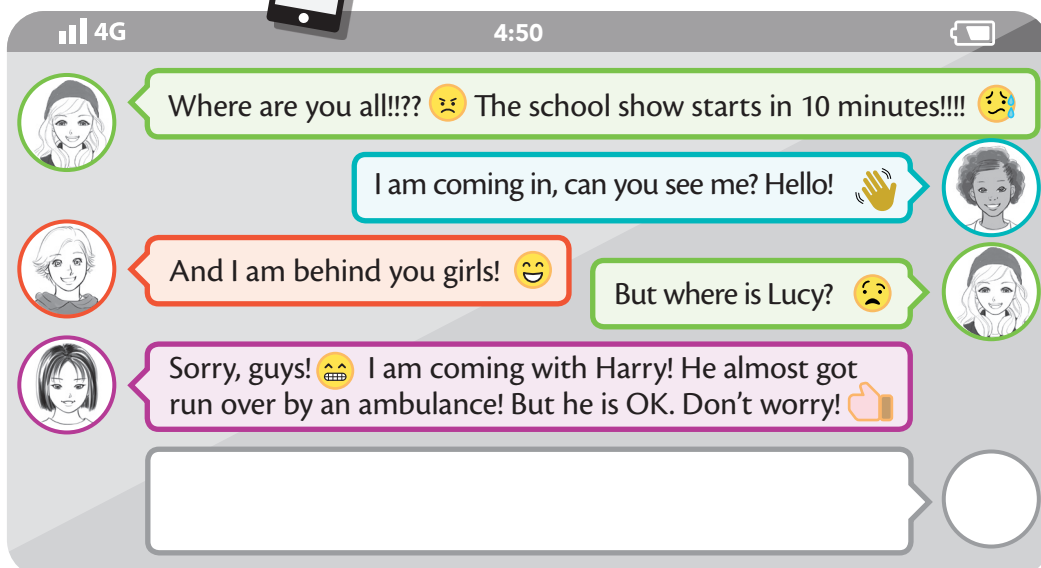 4G
4:50
Where are you all!!?? 😠 The school show starts in 10 minutes!!!! 😥
I am coming in, can you see me? Hello! 👋
And I am behind you girls! 😄
But where is Lucy? 😧
Sorry, guys! 😁 I am coming with Harry! He almost got
run over by an ambulance! But he is OK. Don't worry! 👍